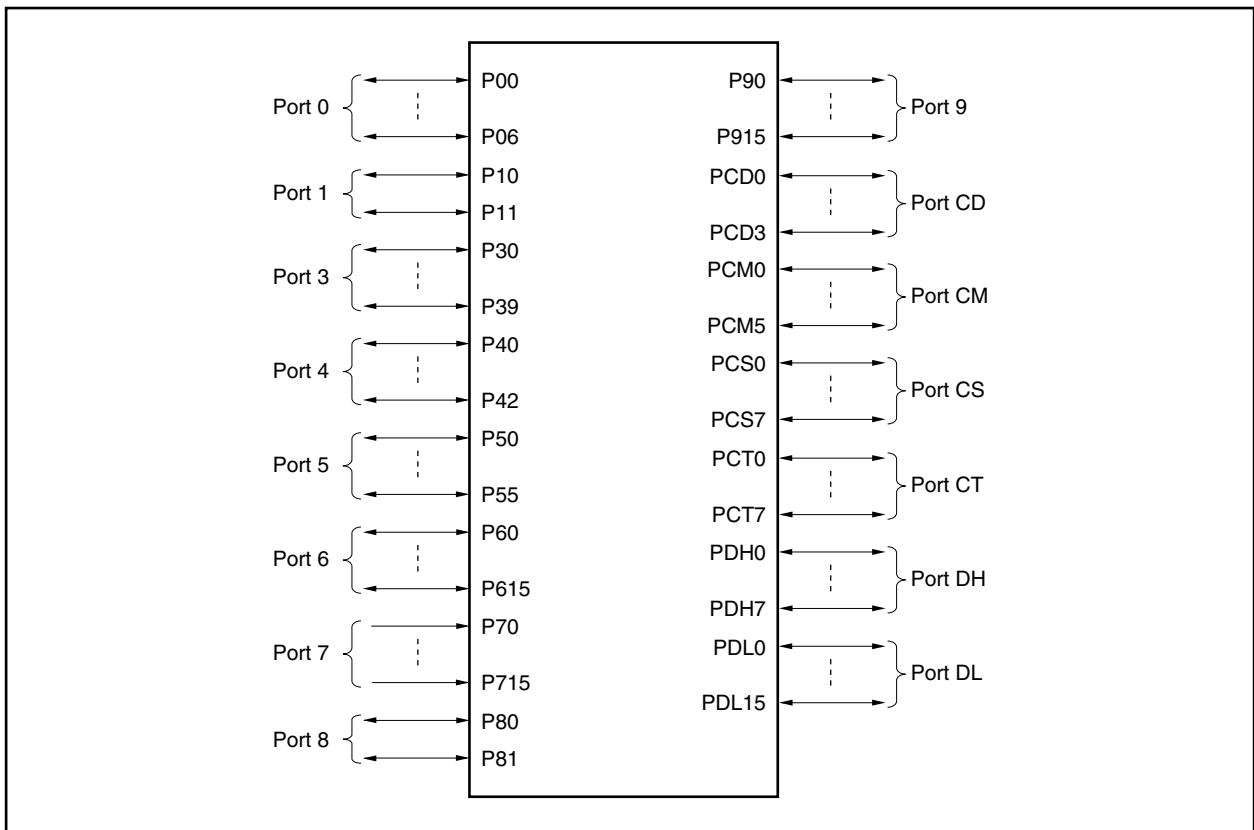 Port 0
P00
P06
Port 1
P10
P11
Port 3
P30
P39
Port 4
P40
P42
Port 5
P50
P55
Port 6
P60
P615
Port 7
P70
P715
Port 8
P80
P81
P90
P915
Port 9
PCD0
PCD3
Port CD
PCM0
PCM5
Port CM
PCS0
PCS7
Port CS
PCT0
PCT7
Port CT
PDH0
PDH7
Port DH
PDL0
PDL15
Port DL